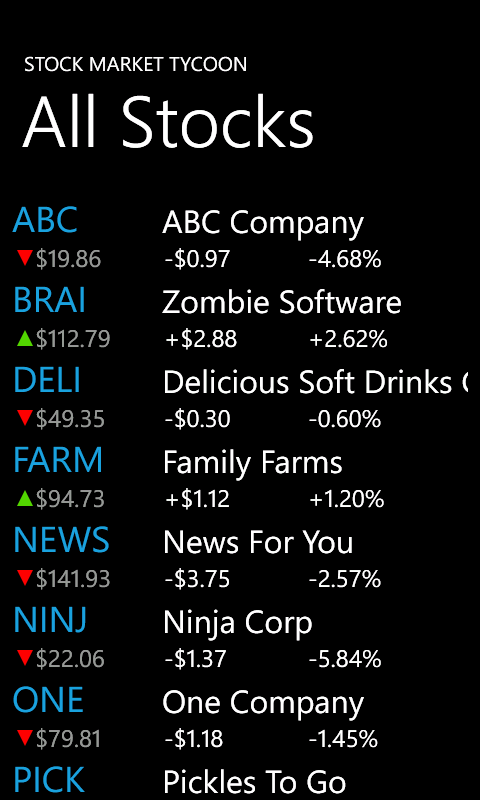 STOCK MARKET TYCOON
All Stocks
ABC ABC Company
▼$19.86 -$0.97 -4.68%
BRAI Zombie Software
▲$112.79 +$2.88 +2.62%
DELI Delicious Soft Drinks
▼$49.35 -$0.30 -0.60%
FARM Family Farms
▲$94.73 +$1.12 +1.20%
NEWS News For You
▼$141.93 -$3.75 -2.57%
NINJ Ninja Corp
▼$22.06 -$1.37 -5.84%
ONE One Company
▼$79.81 -$1.18 -1.45%
PICK Pickles To Go